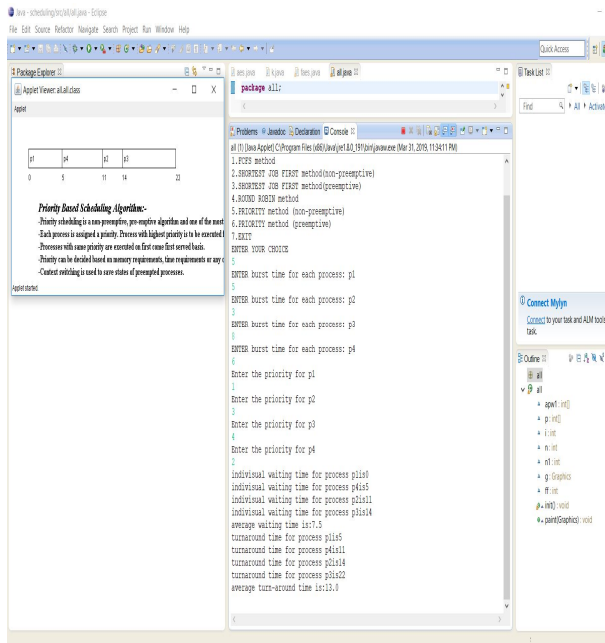 Java - scheduling/src/all/all.java - Eclipse
File Edit Source Refactor Navigate Search Project Run Window Help
Quick Access
Package Explorer
Applet Viewer: all.all.class
Applet
p1 p4 p2 p3
0 5 11 14 22
Priority Based Scheduling Algorithm:-
-Priority scheduling is a non-preemptive, pre-emptive algorithm and one of the most
-Each process is assigned a priority. Process with highest priority is to be executed
-Processes with same priority are executed on first come first served basis.
-Priority can be decided based on memory requirements, time requirements or any
-Context switching is used to save states of preempted processes.
Applet started.
all.java
package all;
Problems Javadoc Declaration Console
all (1) [Java Applet] C:\Program Files (x86)\Java\jre1.8.0_191\bin\javaw.exe (Mar 31, 2019, 11:34:11 PM)
1.FCFS method
2.SHORTEST JOB FIRST method(non-preemptive)
3.SHORTEST JOB FIRST method(preemptive)
4.ROUND ROBIN method
5.PRIORITY method (non-preemptive)
6.PRIORITY method (preemptive)
7.EXIT
ENTER YOUR CHOICE
5
ENTER burst time for each process: p1
5
ENTER burst time for each process: p2
3
ENTER burst time for each process: p3
8
ENTER burst time for each process: p4
6
Enter the priority for p1
1
Enter the priority for p2
3
Enter the priority for p3
4
Enter the priority for p4
2
indivisual waiting time for process p1is0
indivisual waiting time for process p4is5
indivisual waiting time for process p2is11
indivisual waiting time for process p3is14
average waiting time is:7.5
turnaround time for process p1is5
turnaround time for process p4is11
turnaround time for process p2is14
turnaround time for process p3is22
average turn-around time is:13.0
Task List
Find All Activate
Connect Mylyn
Connect to your task and ALM tools
task.
Outline
all
all
apw1 : int[]
p : int[]
i : int
n : int
n1 : int
g : Graphics
ff : int
init() : void
paint(Graphics) : void